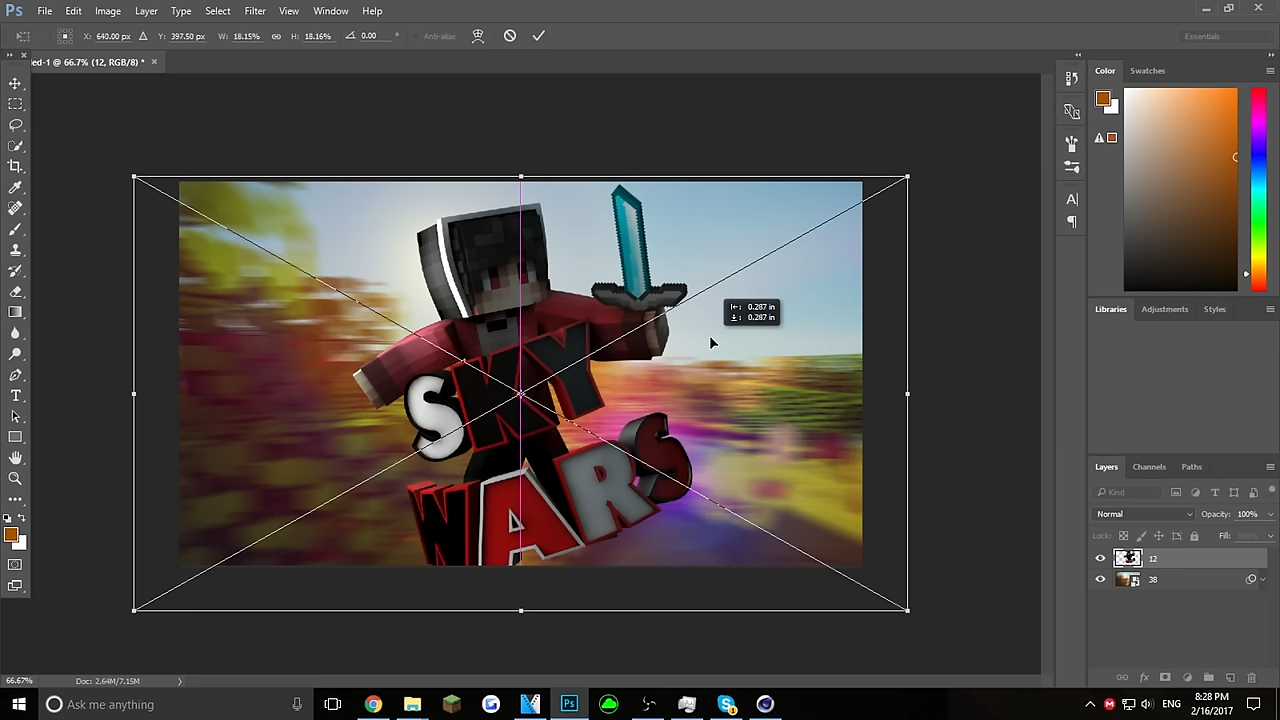 Ps File Edit Image Layer Type Select Filter View Window Help
X: 640.00 px Y: 397.50 px W: 18.15% H: 18.16% 0.00 ° Anti-alias Essentials
ed-1 @ 66.7% (12, RGB/8) * ×
Color Swatches
0.287 in
0.287 in
SKY
WARS
Libraries Adjustments Styles
Layers Channels Paths
Kind
Normal Opacity: 100%
Lock: Fill:
12
38
66.67% Doc: 2.64M/7.15M
Ask me anything
Ps
ENG
8:28 PM
2/16/2017